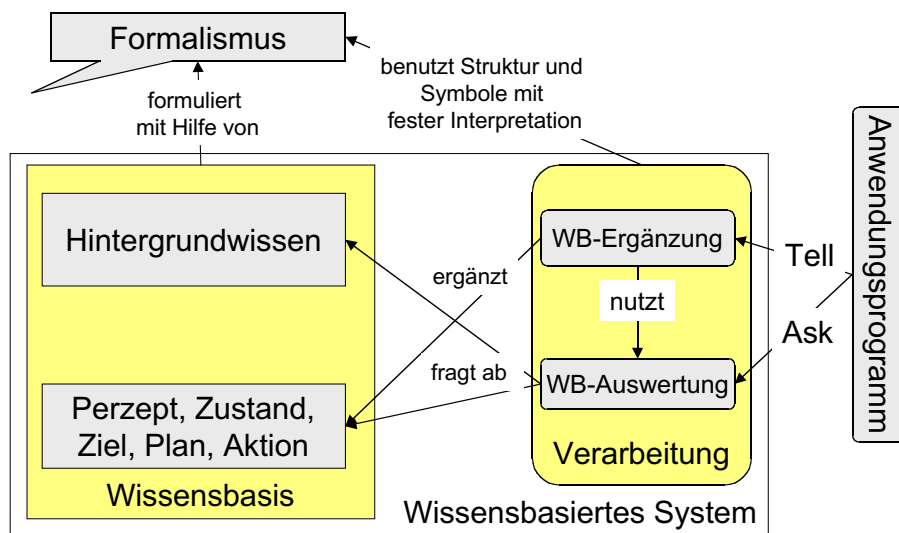 Formalismus
formuliert
mit Hilfe von
benutzt Struktur und
Symbole mit
fester Interpretation
Hintergrundwissen
Perzept, Zustand,
Ziel, Plan, Aktion
Wissensbasis
ergänzt
fragt ab
WB-Ergänzung
nutzt
WB-Auswertung
Verarbeitung
Wissensbasiertes System
Tell
Ask
Anwendungsprogramm